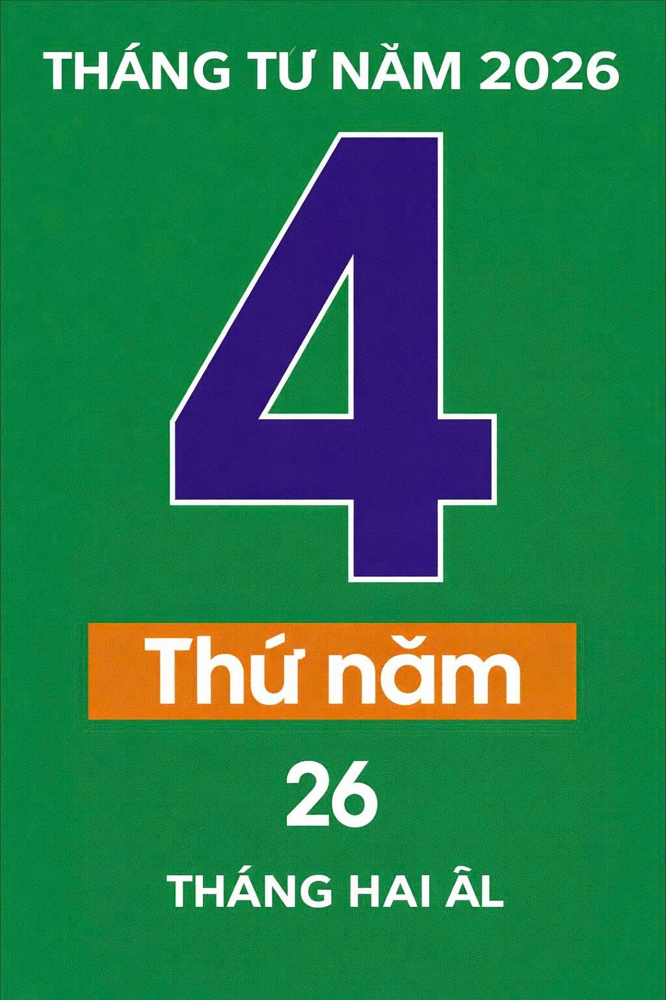 THÁNG TƯ NĂM 2026
4
Thứ năm
26
THÁNG HAI ÂL